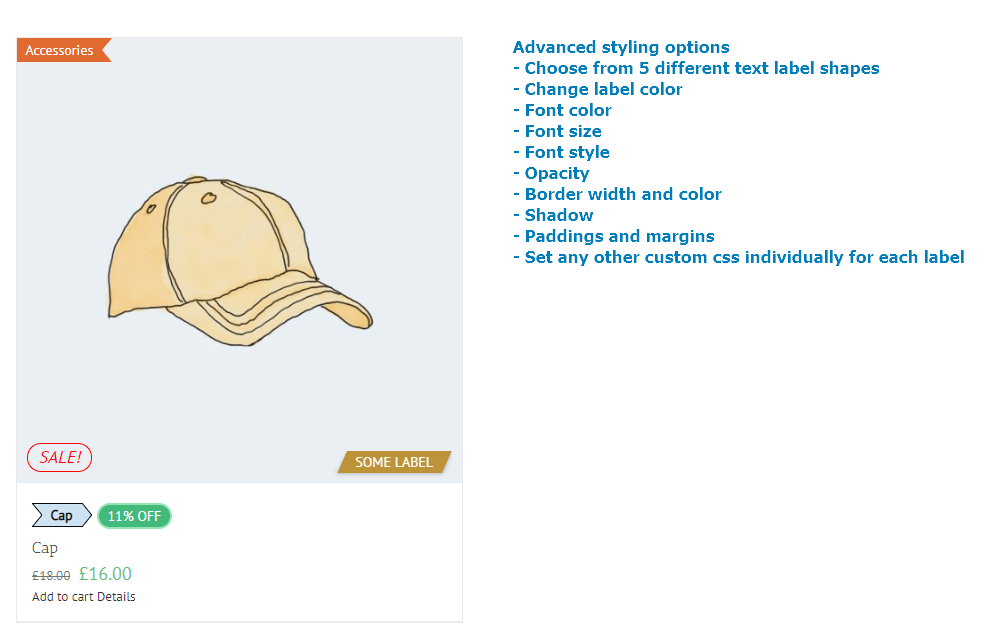 Accessories
SALE!
SOME LABEL
Cap
11% OFF
Cap
£18.00 £16.00
Add to cart Details
Advanced styling options
- Choose from 5 different text label shapes
- Change label color
- Font color
- Font size
- Font style
- Opacity
- Border width and color
- Shadow
- Paddings and margins
- Set any other custom css individually for each label